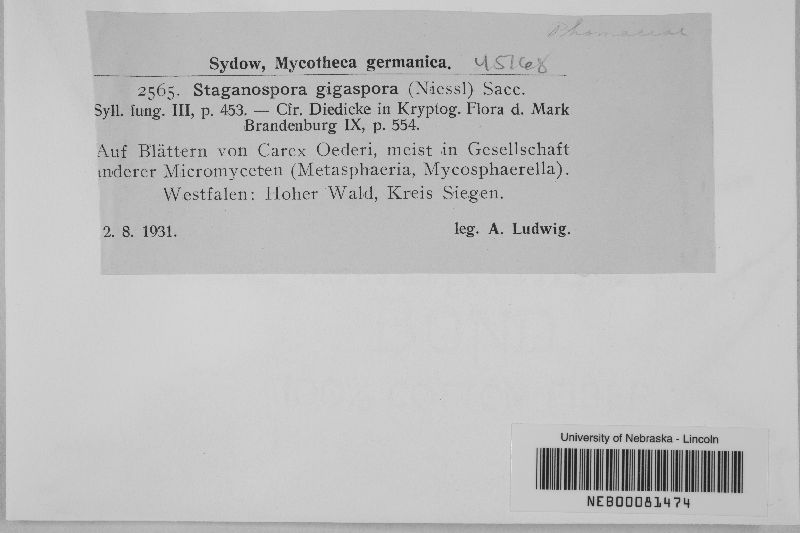 Phomaceae
Sydow, Mycotheca germanica. 45768
2565. Staganospora gigaspora (Niessl) Sacc.
Syll. fung. III, p. 453. — Cfr. Diedicke in Kryptog. Flora d. Mark
Brandenburg IX, p. 554.
Auf Blättern von Carex Oederi, meist in Gesellschaft
anderer Micromyceten (Metasphaeria, Mycosphaerella).
Westfalen: Hoher Wald, Kreis Siegen.
2. 8. 1931. leg. A. Ludwig.
University of Nebraska - Lincoln
NEB00081474